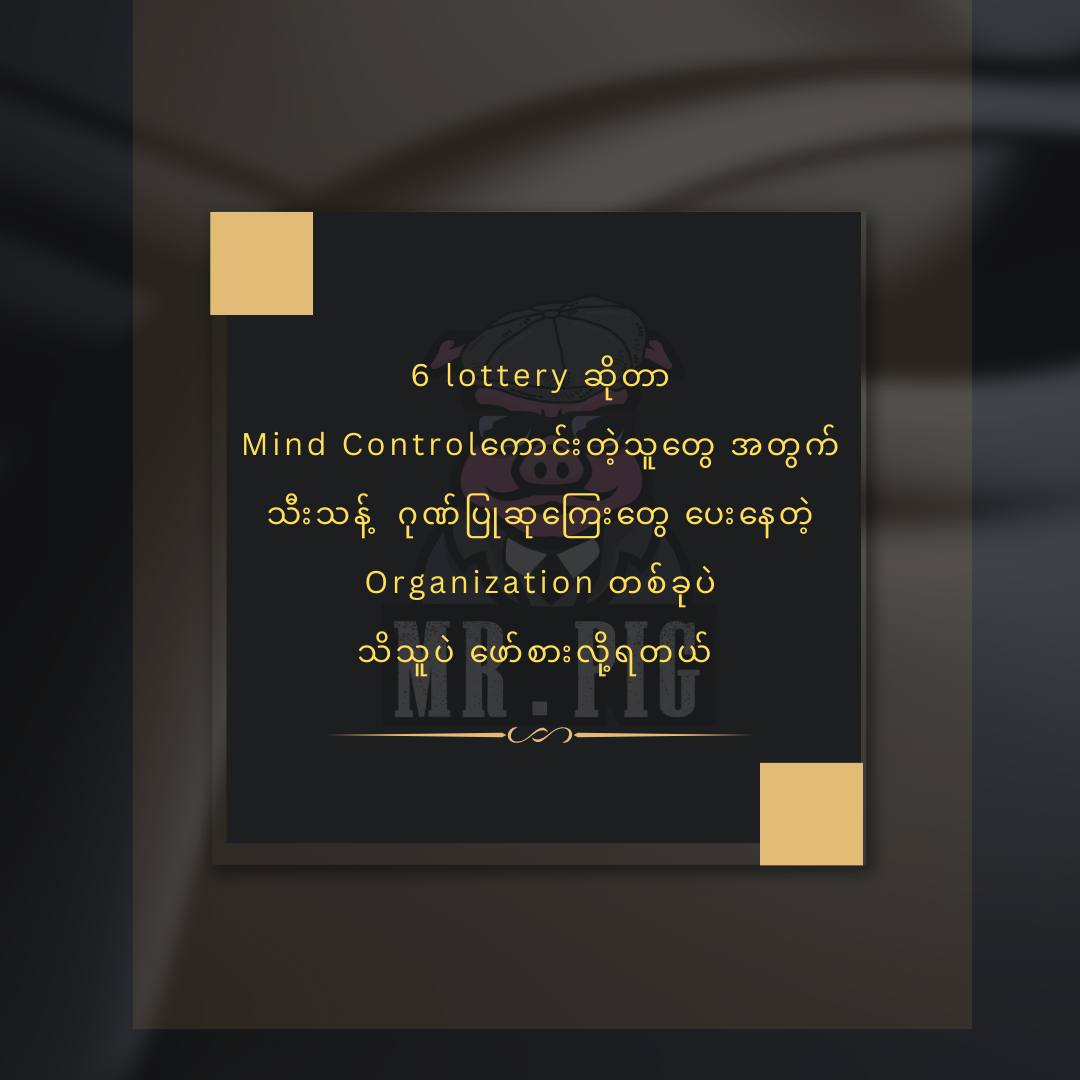 6 lottery ဆိုတာ
Mind Controlကောင်းတဲ့သူတွေ အတွက်
သီးသန့် ဂုဏ်ပြုဆုကြေးတွေ ပေးနေတဲ့
Organization တစ်ခုပဲ
သိသူပဲ ဖော်စားလို့ရတယ်
MR. PIG